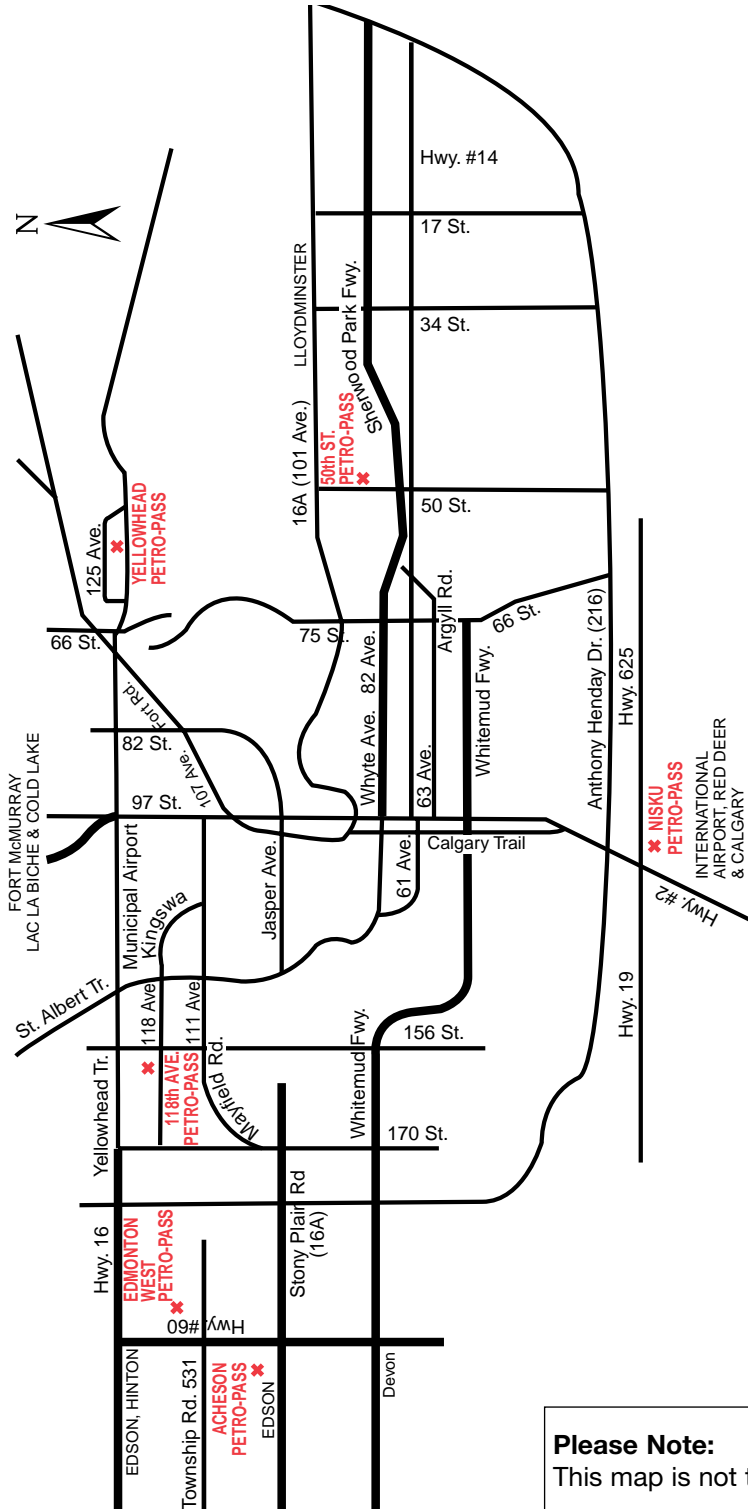 N
FORT McMURRAY
LAC LA BICHE & COLD LAKE
66 St.
125 Ave.
YELLOWHEAD
PETRO-PASS
Fort Rd.
82 St.
107 Ave.
97 St.
75 St.
16A (101 Ave.)
LLOYDMINSTER
50th ST.
PETRO-PASS
Sherwood Park Fwy.
Hwy. #14
17 St.
34 St.
50 St.
Whyte Ave.
82 Ave.
Argyll Rd.
63 Ave.
61 Ave.
66 St.
Whitemud Fwy.
Calgary Trail
Anthony Henday Dr. (216)
Hwy. 625
NISKU
PETRO-PASS
INTERNATIONAL
AIRPORT, RED DEER
& CALGARY
Hwy. #2
Hwy. 19
Municipal Airport
Kingswa
Jasper Ave.
St. Albert Tr.
118 Ave
111 Ave.
118th AVE.
PETRO-PASS
Mayfield Rd.
Yellowhead Tr.
Whitemud Fwy.
156 St.
170 St.
Hwy. 16
EDMONTON
WEST
PETRO-PASS
Stony Plain Rd
(16A)
Hwy. #60
EDSON, HINTON
Township Rd. 531
ACHESON
PETRO-PASS
EDSON
Devon
Please Note:
This map is not